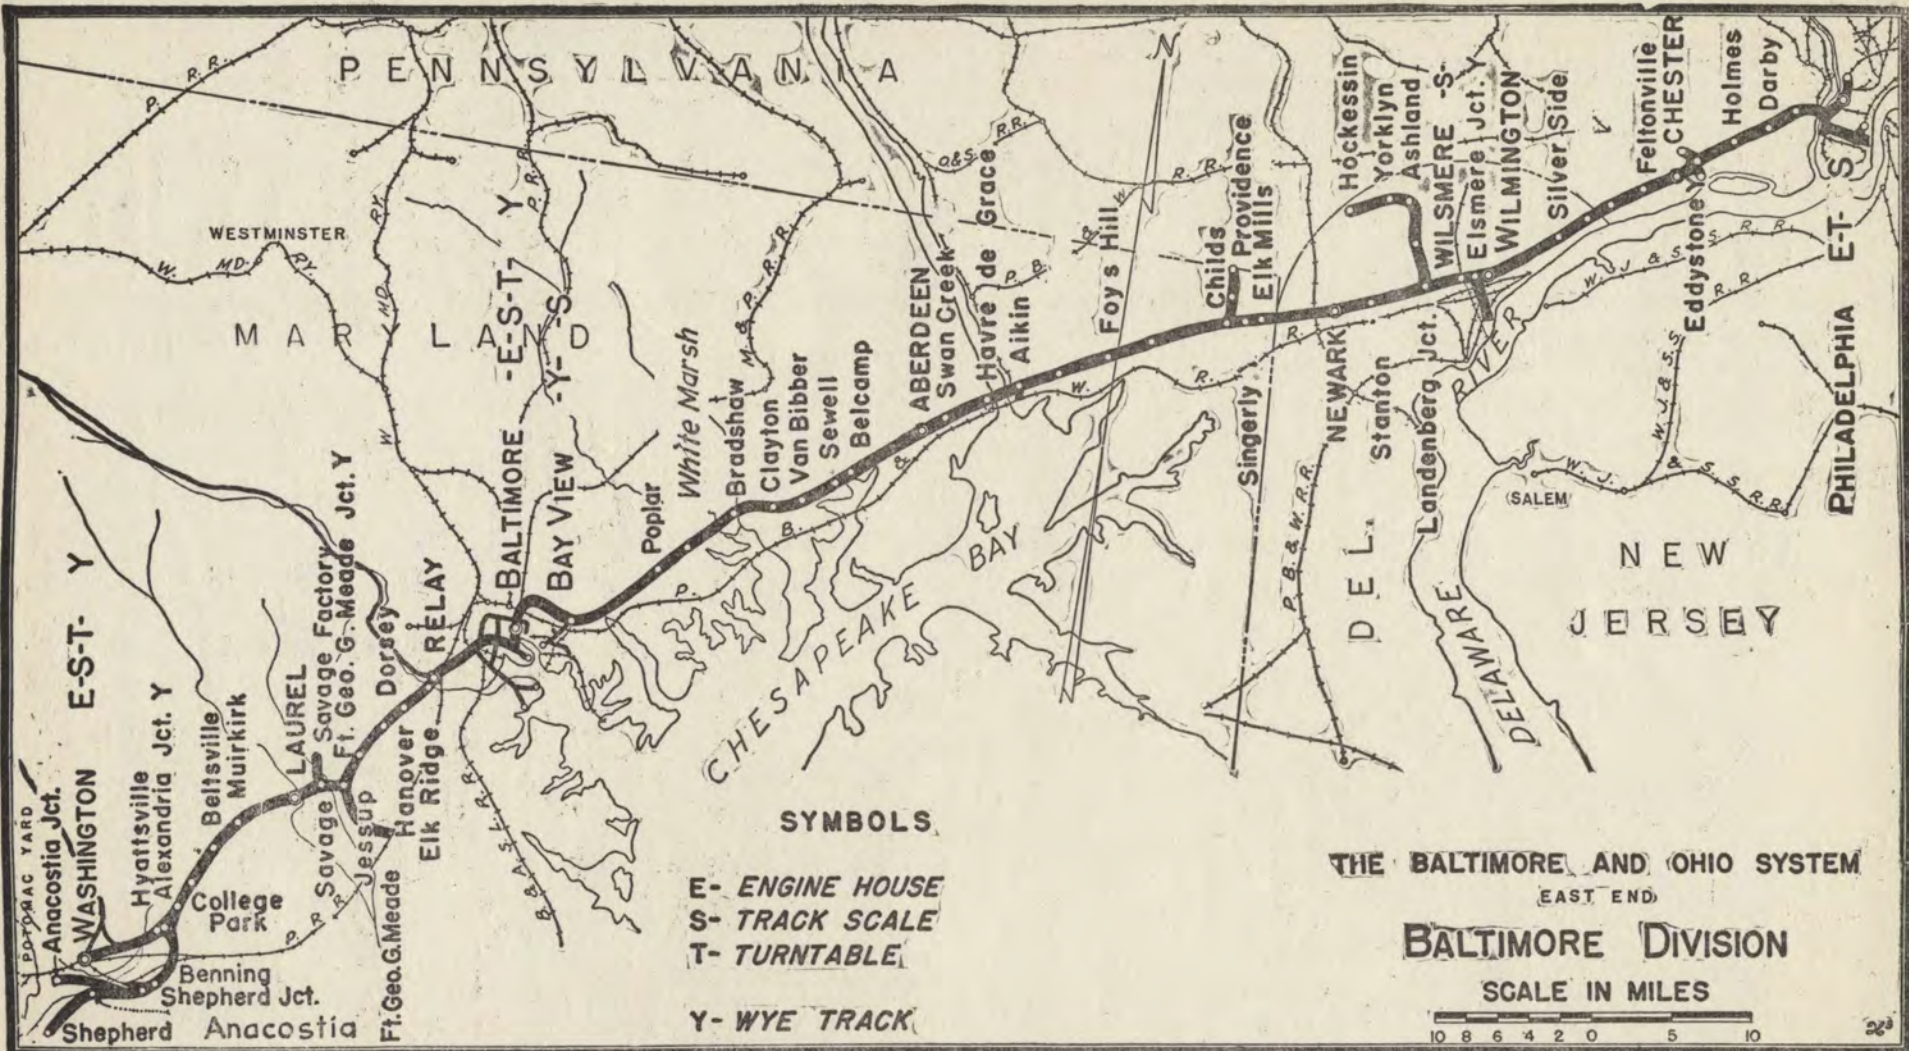 PENNSYLVANIA
P. R. R.
WESTMINSTER
W. MD. RY.
W. MD. RY.
MARYLAND
P. R. R.
M & P. R. R.
O&S. R.R.
P. B. & W. R. R.
N
BALTIMORE -E-S-T- Y
BAY VIEW -Y- -S
Poplar
White Marsh
Bradshaw
Clayton
Van Bibber
Sewell
Belcamp
ABERDEEN
Swan Creek
Havre de Grace
Aikin
Foys Hill
Childs
Providence
Elk Mills
Singerly
NEWARK
Stanton
Landenberg Jct.
Hockessin
Yorklyn
Ashland
WILSMERE -S-
Elsmere Jct. Y
WILMINGTON
Silver Side
Feltonville
CHESTER
Holmes
Darby
Eddystone Y
PHILADELPHIA E-T-S
W. J & S. S. R. R.
W. J. & S. S.
W. J. & S. S. R. R.
(SALEM)
NEW
JERSEY
DEL.
P. B. & W. R. R.
DELAWARE RIVER
CHESAPEAKE BAY
POTOMAC YARD
Anacostia Jct.
WASHINGTON E-S-T- Y
Hyattsville
Alexandria Jct. Y
Beltsville
Muirkirk
LAUREL
Savage Factory
Ft. Geo. G. Meade Jct. Y
Dorsey
RELAY
College
Park
Savage
Jessup
Hanover
Elk Ridge
Ft. Geo. G. Meade
P. R. R.
B. & A. S. L. R. R.
Benning
Shepherd Jct.
Shepherd
Anacostia
SYMBOLS
E- ENGINE HOUSE
S- TRACK SCALE
T- TURNTABLE
Y- WYE TRACK
THE BALTIMORE AND OHIO SYSTEM
EAST END
BALTIMORE DIVISION
SCALE IN MILES
10 8 6 4 2 0 5 10